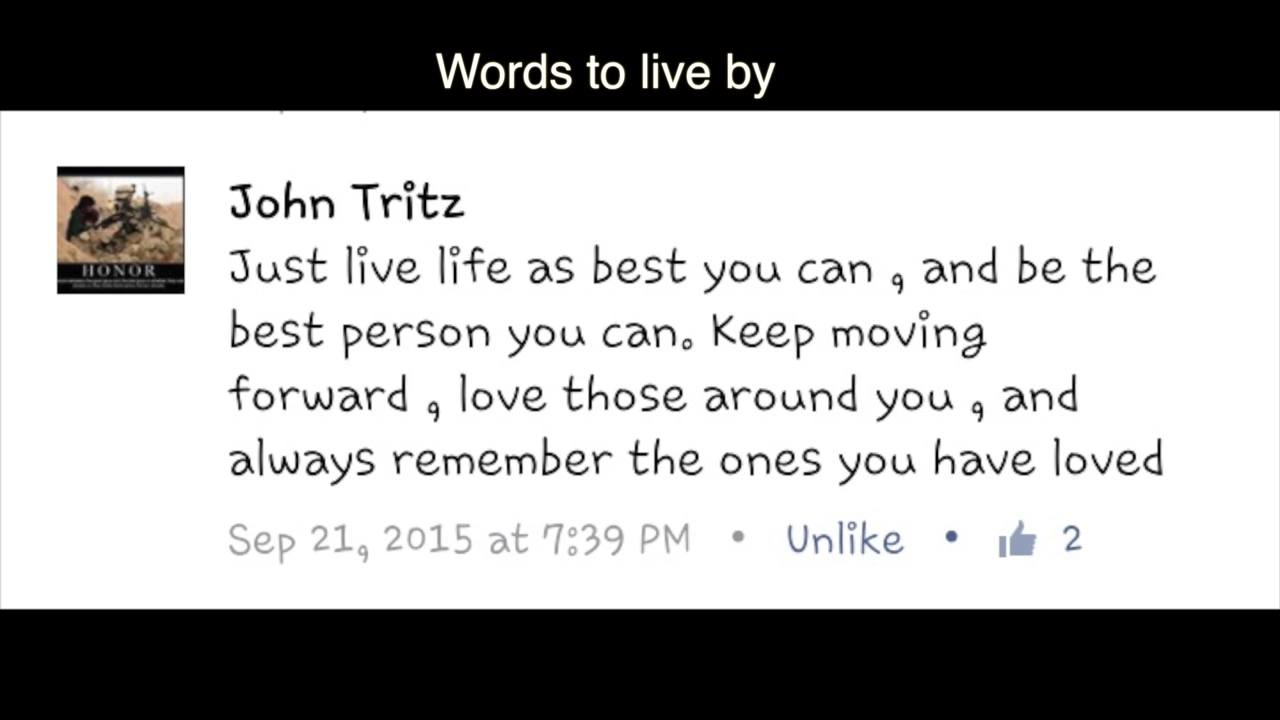 Words to live by
John Tritz
HONOR
Just live life as best you can , and be the
best person you can. Keep moving
forward , love those around you , and
always remember the ones you have loved
Sep 21, 2015 at 7:39 PM • Unlike • 2